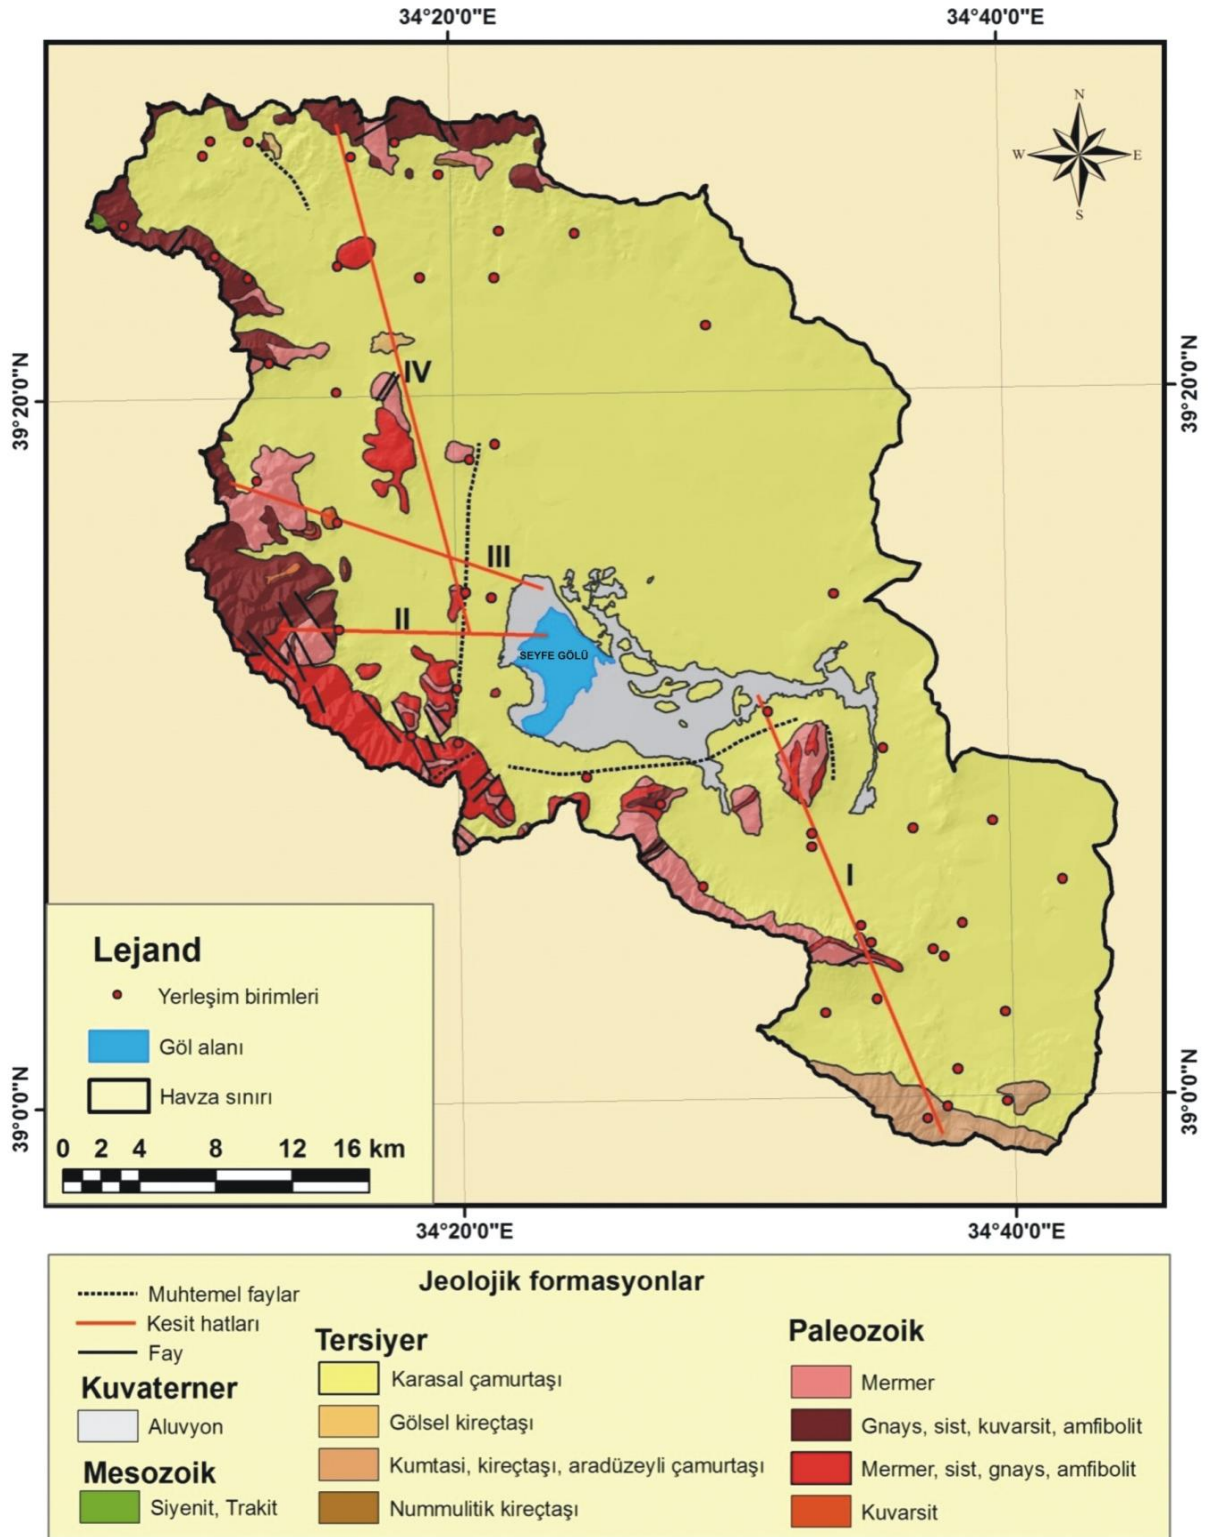 34°20'0"E
34°40'0"E
N
W
E
S
39°20'0"N
39°20'0"N
IV
III
II
SEYFE GÖLÜ
I
Lejand
Yerleşim birimleri
Göl alanı
Havza sınırı
0 2 4 8 12 16 km
39°0'0"N
39°0'0"N
34°20'0"E
34°40'0"E
Jeolojik formasyonlar
Muhtemel faylar
Kesit hatları
Fay
Kuvaterner
Aluvyon
Mesozoik
Siyenit, Trakit
Tersiyer
Karasal çamurtaşı
Gölsel kireçtaşı
Kumtasi, kireçtaşı, aradüzeyli çamurtaşı
Nummulitik kireçtaşı
Paleozoik
Mermer
Gnays, sist, kuvarsit, amfibolit
Mermer, sist, gnays, amfibolit
Kuvarsit